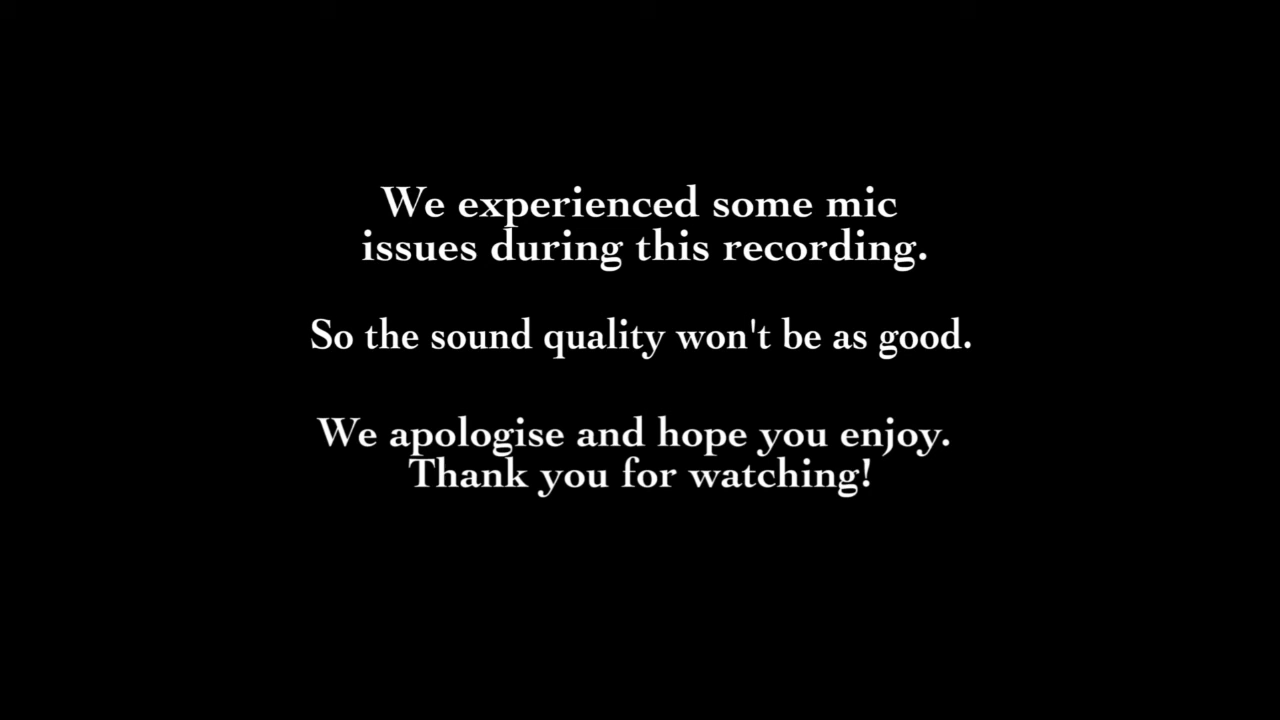 We experienced some mic
issues during this recording.
So the sound quality won't be as good.
We apologise and hope you enjoy.
Thank you for watching!